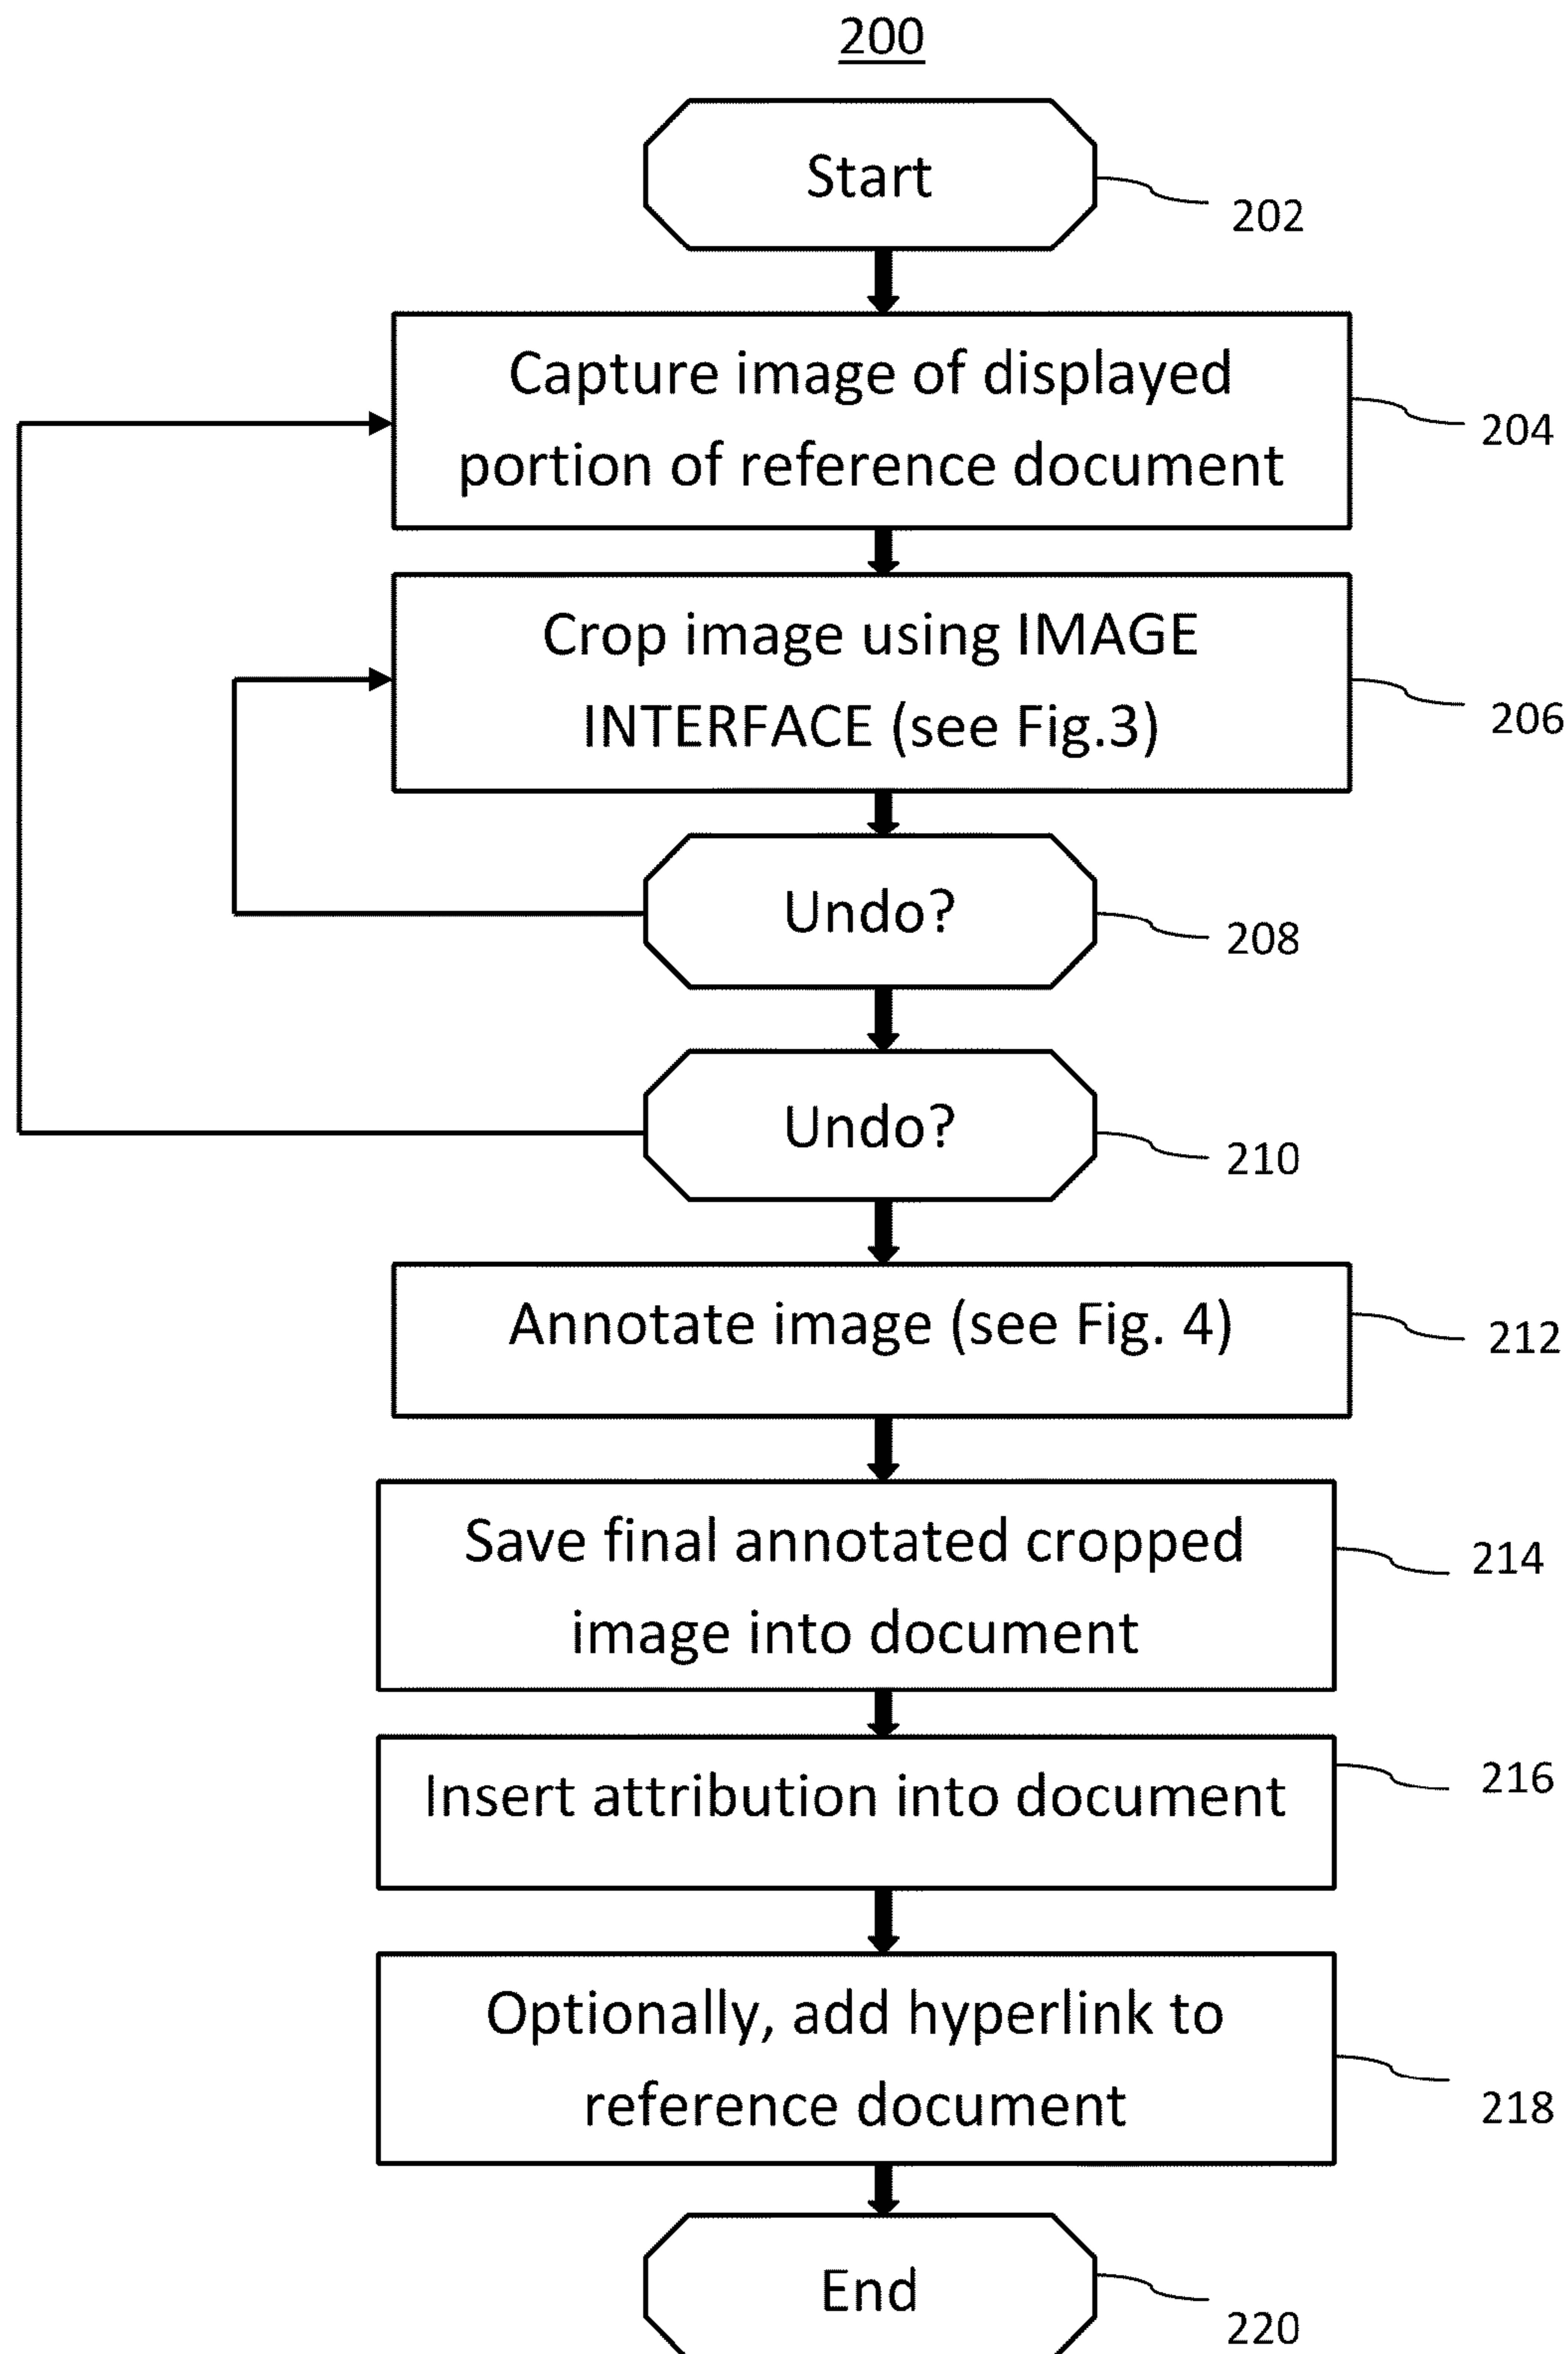 200
Start
202
Capture image of displayed
portion of reference document
204
Crop image using IMAGE
INTERFACE (see Fig.3)
206
Undo?
208
Undo?
210
Annotate image (see Fig. 4)
212
Save final annotated cropped
image into document
214
Insert attribution into document
216
Optionally, add hyperlink to
reference document
218
End
220